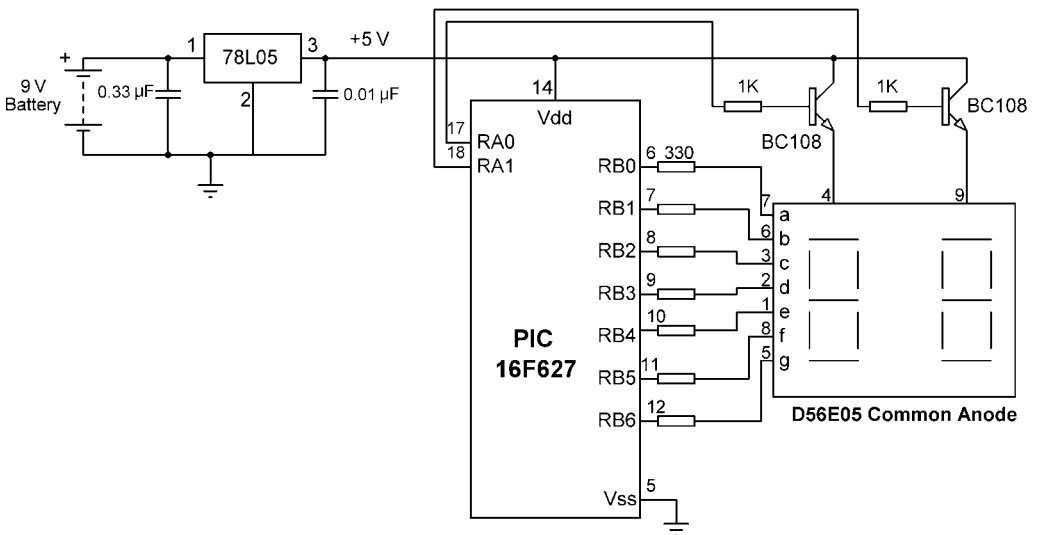 +5 V
1
78L05
3
+
9 V
Battery
0.33 µF
2
0.01 µF
14
Vdd
1K
BC108
1K
BC108
17
RA0
18
RA1
RB0
6
330
RB1
7
RB2
8
RB3
9
RB4
10
RB5
11
RB6
12
PIC
16F627
Vss
5
4
9
7
a
6
b
3
c
2
d
1
e
8
f
5
g
D56E05 Common Anode